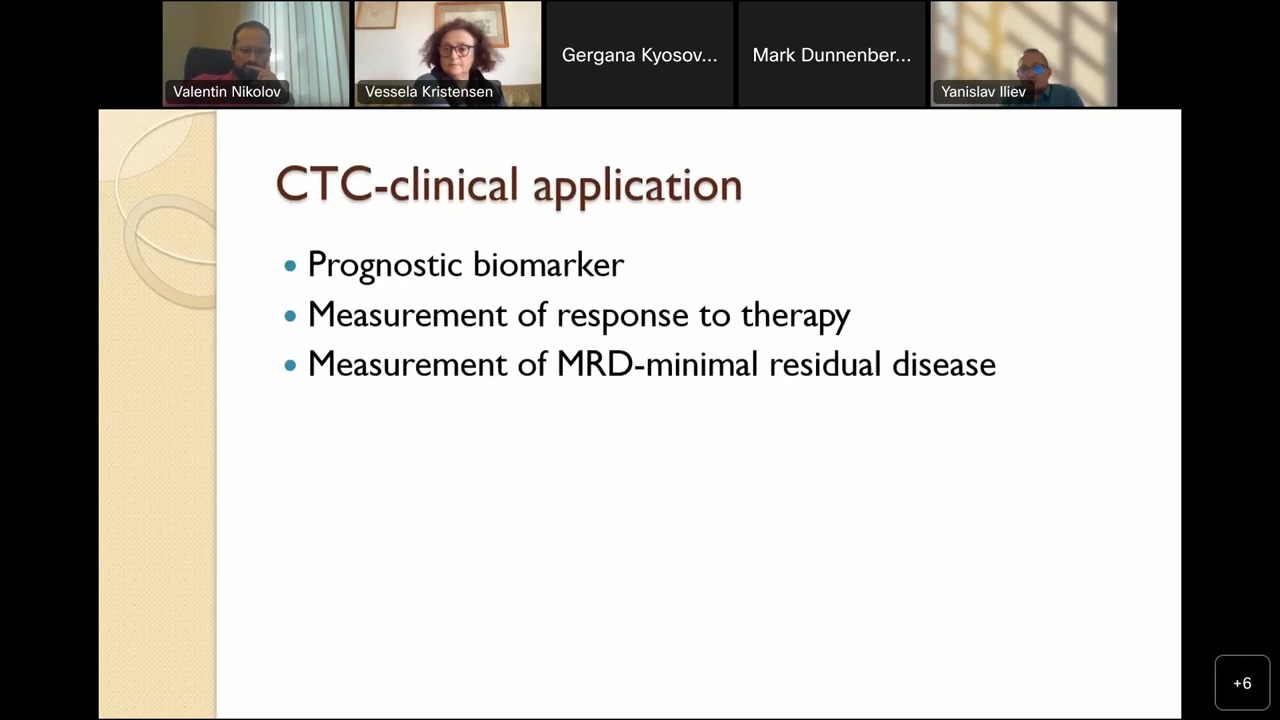 Gergana Kyosov...
Mark Dunnenber...
Valentin Nikolov
Vessela Kristensen
Yanislav Iliev
CTC-clinical application
• Prognostic biomarker
• Measurement of response to therapy
• Measurement of MRD-minimal residual disease
+6